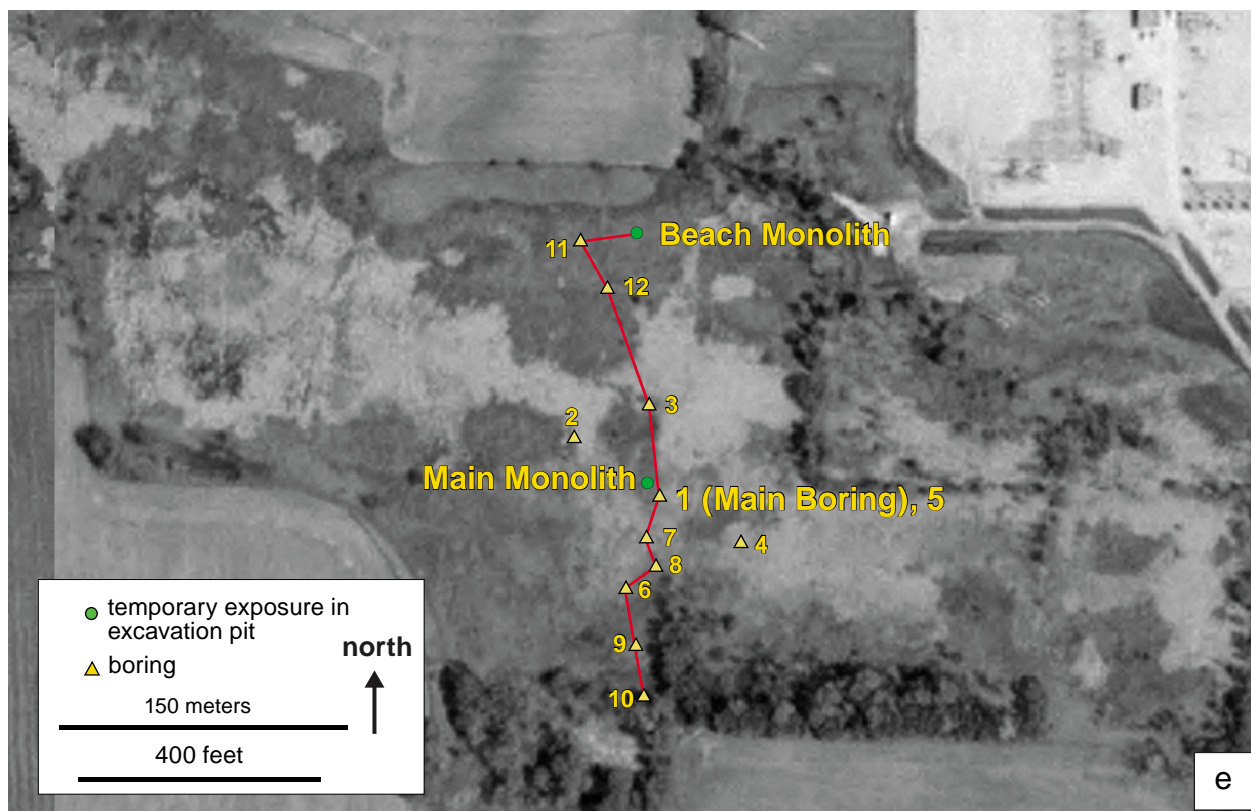 11
Beach Monolith
12
3
2
Main Monolith
1 (Main Boring), 5
7
4
8
6
9
10
temporary exposure in
excavation pit
boring
north
150 meters
400 feet
e